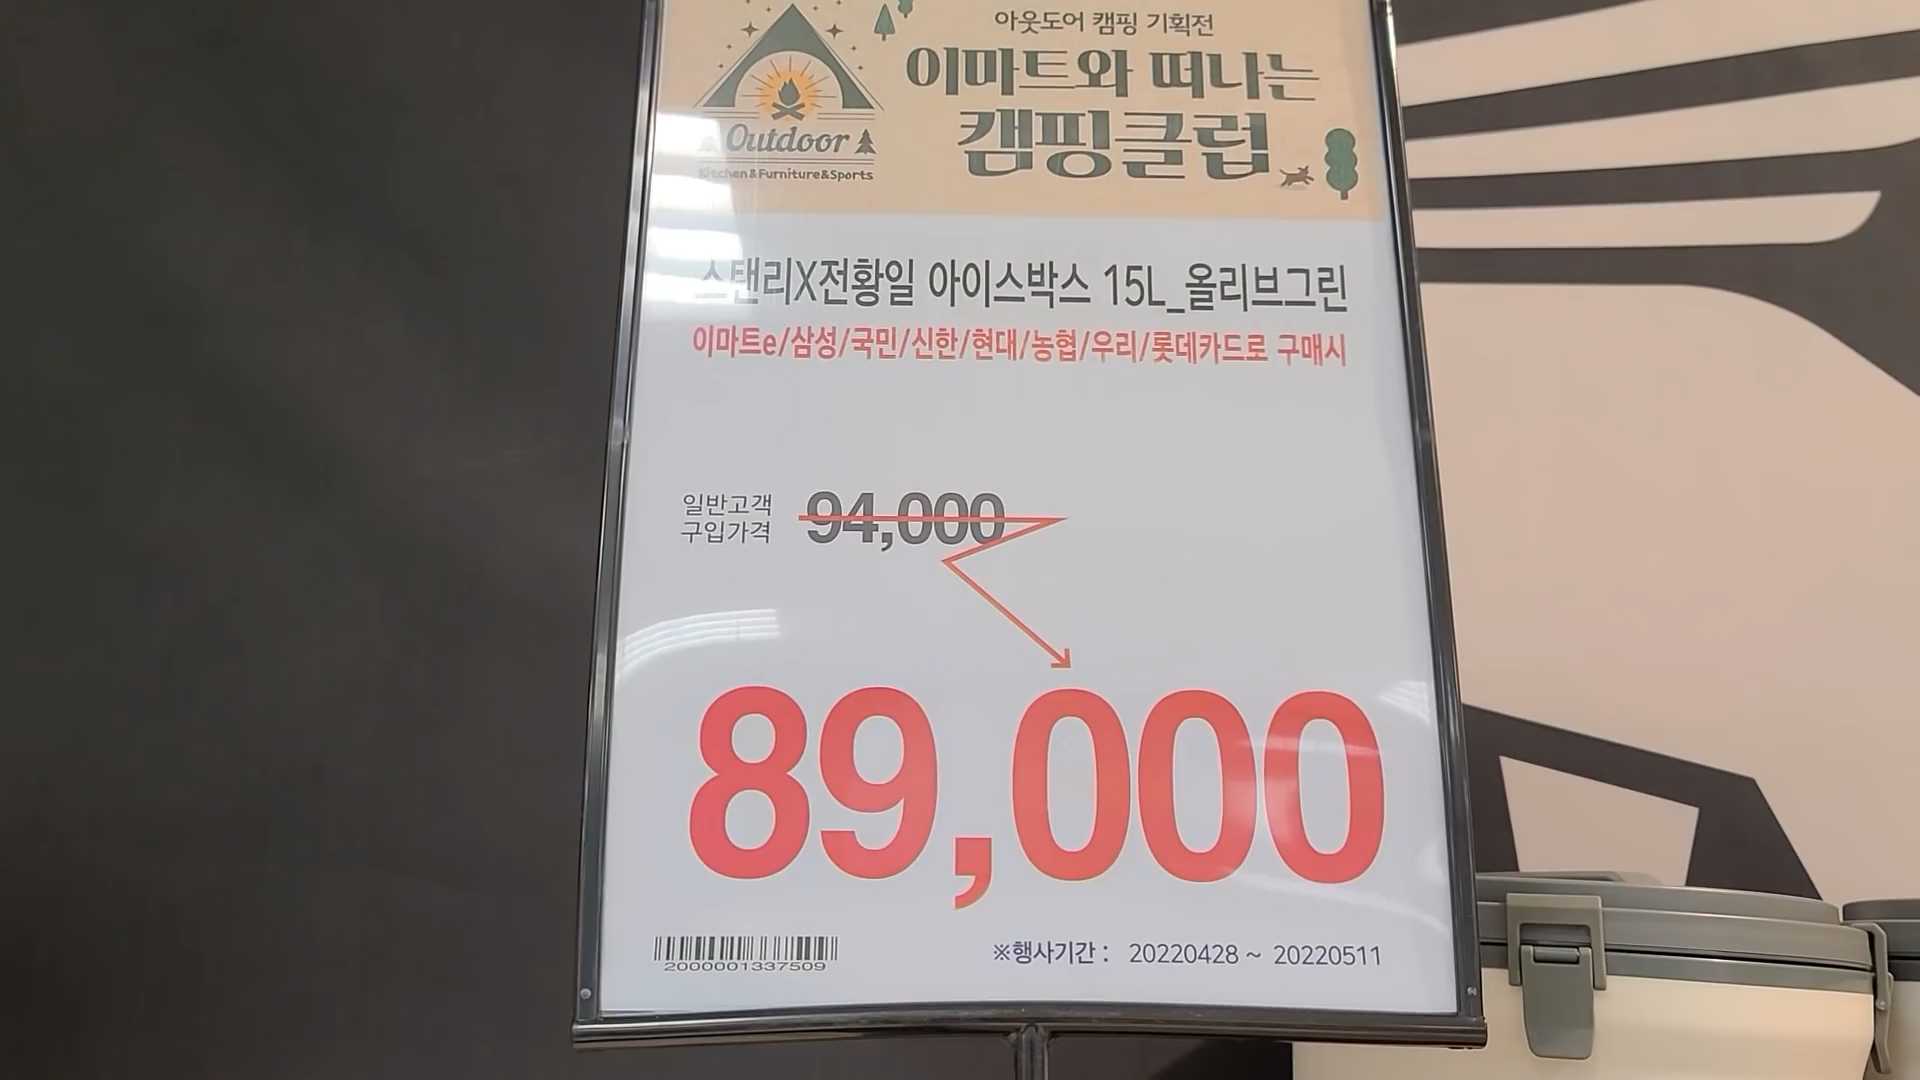 아웃도어 캠핑 기획전
이마트와 떠나는
캠핑클럽
Outdoor
Kitchen&Furniture&Sports
스탠리X전황일 아이스박스 15L_올리브그린
이마트e/삼성/국민/신한/현대/농협/우리/롯데카드로 구매시
일반고객
구입가격
94,000
89,000
2000001337509
※행사기간 : 20220428 ~ 20220511